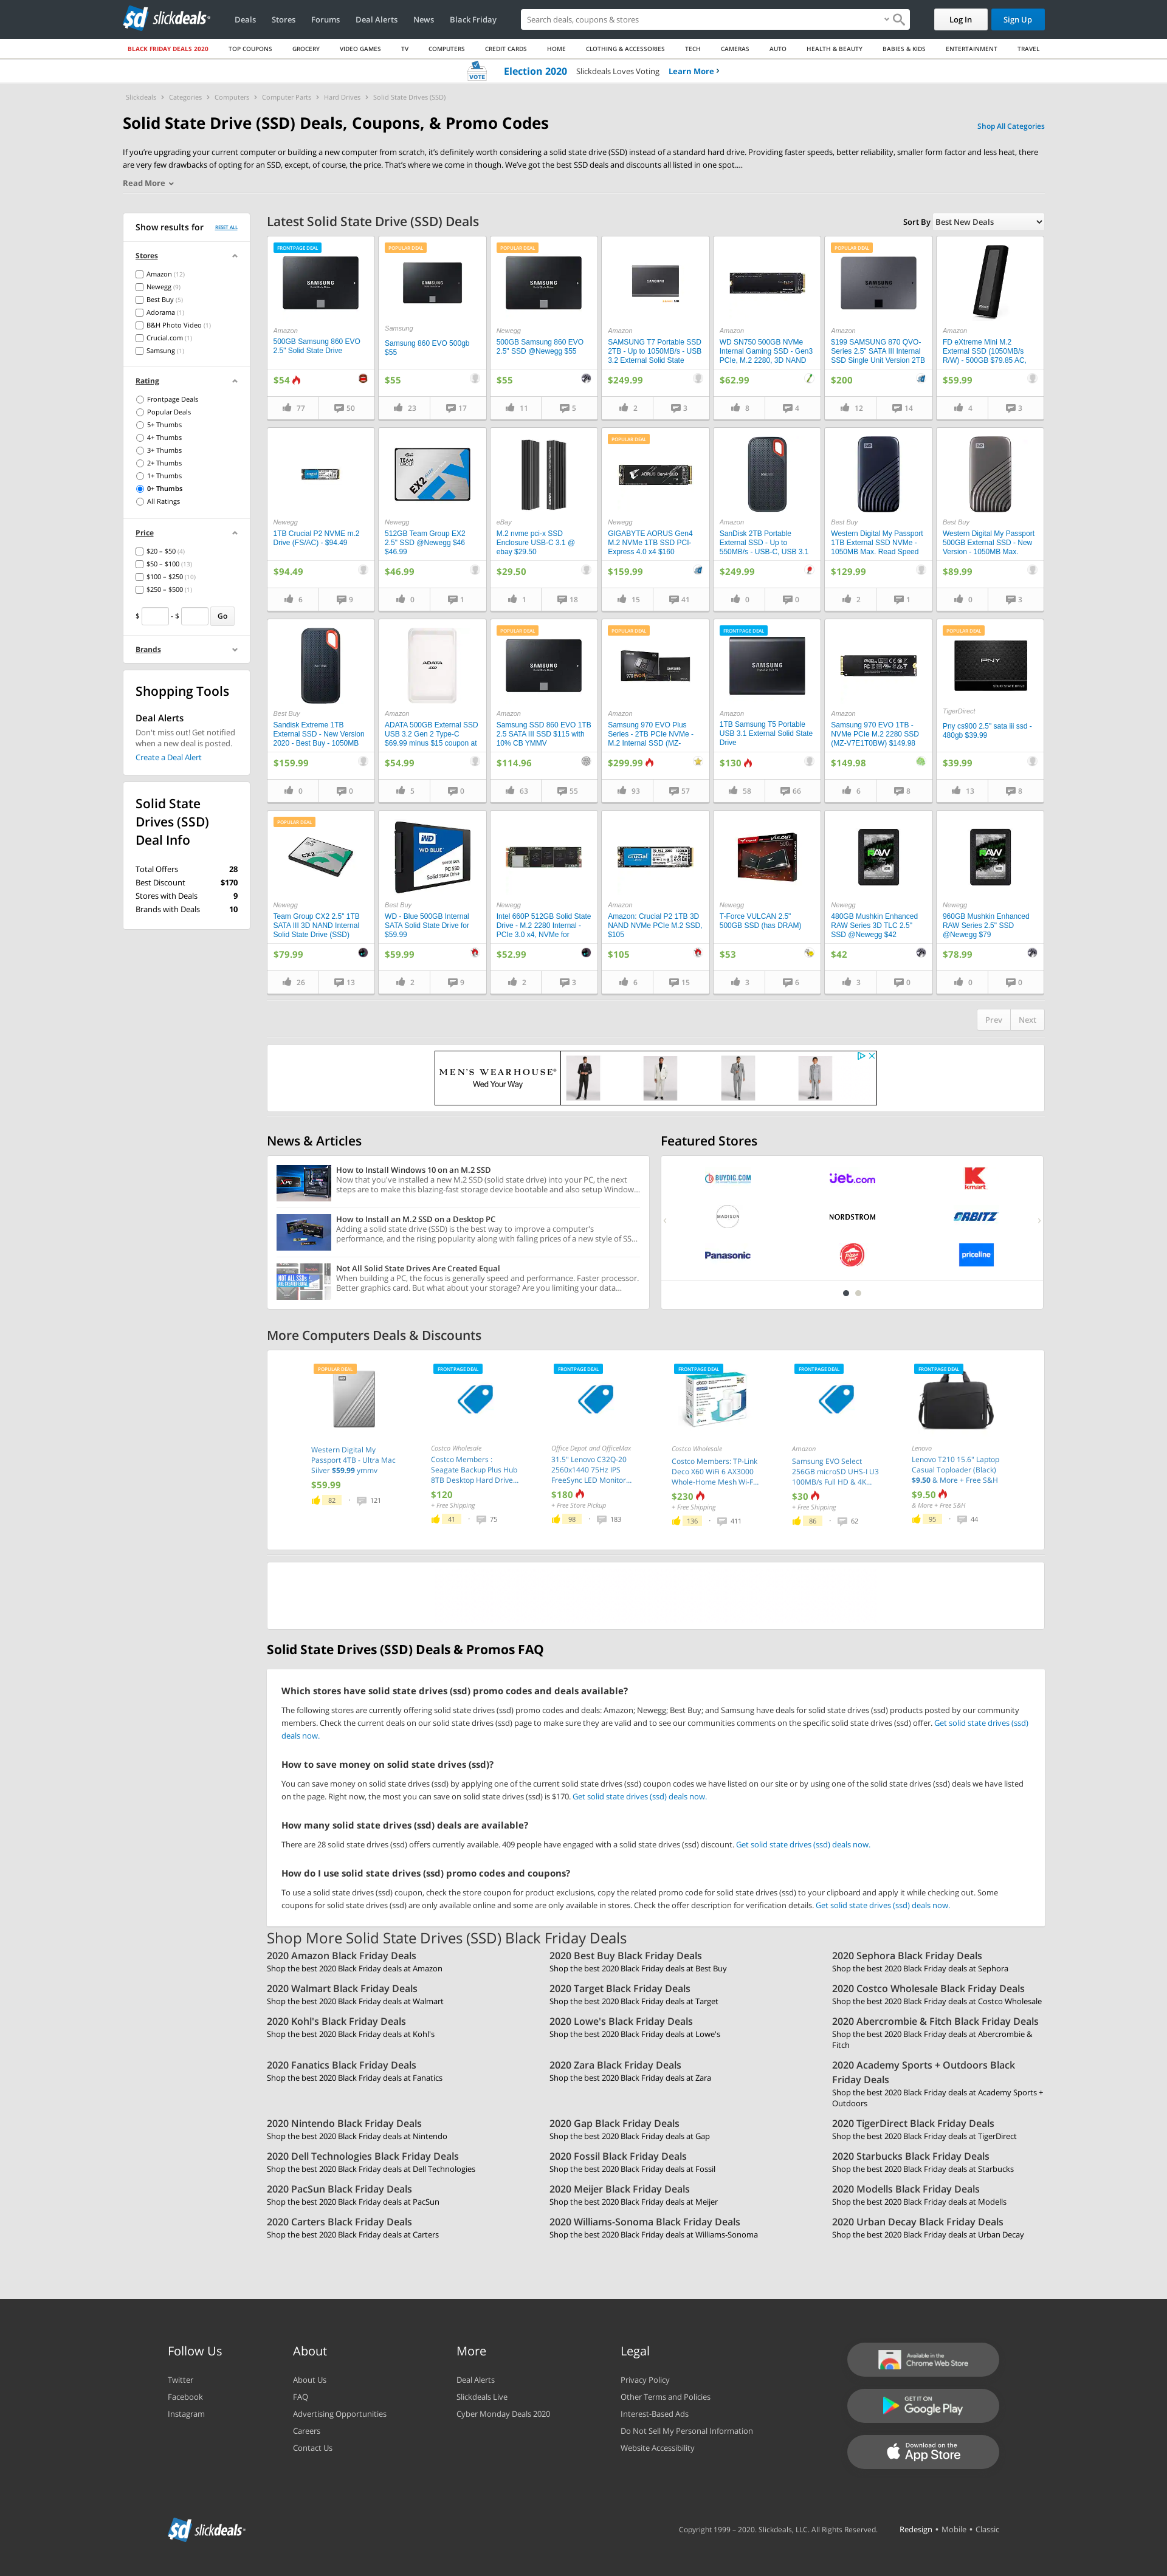 sd slickdeals
Deals Stores Forums Deal Alerts News Black Friday
Search deals, coupons & stores
Log In Sign Up
BLACK FRIDAY DEALS 2020 TOP COUPONS GROCERY VIDEO GAMES TV COMPUTERS CREDIT CARDS HOME CLOTHING & ACCESSORIES TECH CAMERAS AUTO HEALTH & BEAUTY BABIES & KIDS ENTERTAINMENT TRAVEL
VOTE Election 2020 Slickdeals Loves Voting Learn More ›
Slickdeals > Categories > Computers > Computer Parts > Hard Drives > Solid State Drives (SSD)
Solid State Drive (SSD) Deals, Coupons, & Promo Codes
Shop All Categories
If you're upgrading your current computer or building a new computer from scratch, it's definitely worth considering a solid state drive (SSD) instead of a standard hard drive. Providing faster speeds, better reliability, smaller form factor and less heat, there
are very few drawbacks of opting for an SSD, except, of course, the price. That's where we come in though. We've got the best SSD deals and discounts all listed in one spot....
Read More
Show results for RESET ALL
Stores
Amazon (12)
Newegg (9)
Best Buy (5)
Adorama (1)
B&H Photo Video (1)
Crucial.com (1)
Samsung (1)
Rating
Frontpage Deals
Popular Deals
5+ Thumbs
4+ Thumbs
3+ Thumbs
2+ Thumbs
1+ Thumbs
0+ Thumbs
All Ratings
Price
$20 – $50 (4)
$50 – $100 (13)
$100 – $250 (10)
$250 – $500 (1)
$ - $ Go
Brands
Shopping Tools
Deal Alerts
Don't miss out! Get notified
when a new deal is posted.
Create a Deal Alert
Solid State
Drives (SSD)
Deal Info
Total Offers 28
Best Discount $170
Stores with Deals 9
Brands with Deals 10
Latest Solid State Drive (SSD) Deals
Sort By Best New Deals
FRONTPAGE DEAL
SAMSUNG
Amazon
500GB Samsung 860 EVO
2.5" Solid State Drive
$54
77 50
POPULAR DEAL
SAMSUNG
Samsung
Samsung 860 EVO 500gb
$55
$55
23 17
POPULAR DEAL
SAMSUNG
Newegg
500GB Samsung 860 EVO
2.5" SSD @Newegg $55
$55
11 5
Amazon
SAMSUNG T7 Portable SSD
2TB - Up to 1050MB/s - USB
3.2 External Solid State
$249.99
2 3
Amazon
WD SN750 500GB NVMe
Internal Gaming SSD - Gen3
PCIe, M.2 2280, 3D NAND
$62.99
8 4
POPULAR DEAL
SAMSUNG
Amazon
$199 SAMSUNG 870 QVO-
Series 2.5" SATA III Internal
SSD Single Unit Version 2TB
$200
12 14
Amazon
FD eXtreme Mini M.2
External SSD (1050MB/s
R/W) - 500GB $79.85 AC,
$59.99
4 3
Newegg
1TB Crucial P2 NVME m.2
Drive (FS/AC) - $94.49
$94.49
6 9
TEAM GROUP EX2
Newegg
512GB Team Group EX2
2.5" SSD @Newegg $46
$46.99
$46.99
0 1
eBay
M.2 nvme pci-x SSD
Enclosure USB-C 3.1 @
ebay $29.50
$29.50
1 18
POPULAR DEAL
Newegg
GIGABYTE AORUS Gen4
M.2 NVMe 1TB SSD PCI-
Express 4.0 x4 $160
$159.99
15 41
Amazon
SanDisk 2TB Portable
External SSD - Up to
550MB/s - USB-C, USB 3.1
$249.99
0 0
Best Buy
Western Digital My Passport
1TB External SSD NVMe -
1050MB Max. Read Speed
$129.99
2 1
Best Buy
Western Digital My Passport
500GB External SSD - New
Version - 1050MB Max.
$89.99
0 3
Best Buy
Sandisk Extreme 1TB
External SSD - New Version
2020 - Best Buy - 1050MB
$159.99
0 0
ADATA
Amazon
ADATA 500GB External SSD
USB 3.2 Gen 2 Type-C
$69.99 minus $15 coupon at
$54.99
5 0
POPULAR DEAL
SAMSUNG
Amazon
Samsung SSD 860 EVO 1TB
2.5 SATA III SSD $115 with
10% CB YMMV
$114.96
63 55
POPULAR DEAL
Amazon
Samsung 970 EVO Plus
Series - 2TB PCIe NVMe -
M.2 Internal SSD (MZ-
$299.99
93 57
FRONTPAGE DEAL
SAMSUNG
Amazon
1TB Samsung T5 Portable
USB 3.1 External Solid State
Drive
$130
58 66
Amazon
Samsung 970 EVO 1TB -
NVMe PCIe M.2 2280 SSD
(MZ-V7E1T0BW) $149.98
$149.98
6 8
POPULAR DEAL
PNY
TigerDirect
Pny cs900 2.5" sata iii ssd -
480gb $39.99
$39.99
13 8
POPULAR DEAL
CX2
Newegg
Team Group CX2 2.5" 1TB
SATA III 3D NAND Internal
Solid State Drive (SSD)
$79.99
26 13
WD BLUE
Best Buy
WD - Blue 500GB Internal
SATA Solid State Drive for
$59.99
$59.99
2 9
Newegg
Intel 660P 512GB Solid State
Drive - M.2 2280 Internal -
PCIe 3.0 x4, NVMe for
$52.99
2 3
crucial
Amazon
Amazon: Crucial P2 1TB 3D
NAND NVMe PCIe M.2 SSD,
$105
$105
6 15
VULCAN
Newegg
T-Force VULCAN 2.5"
500GB SSD (has DRAM)
$53
3 6
RAW
Newegg
480GB Mushkin Enhanced
RAW Series 3D TLC 2.5"
SSD @Newegg $42
$42
3 0
RAW
Newegg
960GB Mushkin Enhanced
RAW Series 2.5" SSD
@Newegg $79
$78.99
0 0
Prev Next
MEN'S WEARHOUSE®
Wed Your Way
News & Articles
How to Install Windows 10 on an M.2 SSD
Now that you've installed a new M.2 SSD (solid state drive) into your PC, the next
steps are to make this blazing-fast storage device bootable and also setup Window...
How to Install an M.2 SSD on a Desktop PC
Adding a solid state drive (SSD) is the best way to improve a computer's
performance, and the rising popularity along with falling prices of a new style of SS...
NOT ALL SSDs ARE CREATED EQUAL
Not All Solid State Drives Are Created Equal
When building a PC, the focus is generally speed and performance. Faster processor.
Better graphics card. But what about your storage? Are you limiting your data...
Featured Stores
BUYDIG.COM jet.com kmart
MADISON NORDSTROM ORBITZ
Panasonic Pizza Hut priceline
More Computers Deals & Discounts
POPULAR DEAL
Western Digital My
Passport 4TB - Ultra Mac
Silver $59.99 ymmv
$59.99
82 · 121
FRONTPAGE DEAL
Costco Wholesale
Costco Members :
Seagate Backup Plus Hub
8TB Desktop Hard Drive...
$120
+ Free Shipping
41 · 75
FRONTPAGE DEAL
Office Depot and OfficeMax
31.5" Lenovo C32Q-20
2560x1440 75Hz IPS
FreeSync LED Monitor...
$180
+ Free Store Pickup
98 · 183
FRONTPAGE DEAL
Costco Wholesale
Costco Members: TP-Link
Deco X60 WiFi 6 AX3000
Whole-Home Mesh Wi-F...
$230
+ Free Shipping
136 · 411
FRONTPAGE DEAL
Amazon
Samsung EVO Select
256GB microSD UHS-I U3
100MB/s Full HD & 4K...
$30
+ Free Shipping
86 · 62
FRONTPAGE DEAL
Lenovo
Lenovo T210 15.6" Laptop
Casual Toploader (Black)
$9.50 & More + Free S&H
$9.50
& More + Free S&H
95 · 44
Solid State Drives (SSD) Deals & Promos FAQ
Which stores have solid state drives (ssd) promo codes and deals available?
The following stores are currently offering solid state drives (ssd) promo codes and deals: Amazon; Newegg; Best Buy; and Samsung have deals for solid state drives (ssd) products posted by our community
members. Check the current deals on our solid state drives (ssd) page to make sure they are valid and to see our communities comments on the specific solid state drives (ssd) offer. Get solid state drives (ssd)
deals now.
How to save money on solid state drives (ssd)?
You can save money on solid state drives (ssd) by applying one of the current solid state drives (ssd) coupon codes we have listed on our site or by using one of the solid state drives (ssd) deals we have listed
on the page. Right now, the most you can save on solid state drives (ssd) is $170. Get solid state drives (ssd) deals now.
How many solid state drives (ssd) deals are available?
There are 28 solid state drives (ssd) offers currently available. 409 people have engaged with a solid state drives (ssd) discount. Get solid state drives (ssd) deals now.
How do I use solid state drives (ssd) promo codes and coupons?
To use a solid state drives (ssd) coupon, check the store coupon for product exclusions, copy the related promo code for solid state drives (ssd) to your clipboard and apply it while checking out. Some
coupons for solid state drives (ssd) are only available online and some are only available in stores. Check the offer description for verification details. Get solid state drives (ssd) deals now.
Shop More Solid State Drives (SSD) Black Friday Deals
2020 Amazon Black Friday Deals
Shop the best 2020 Black Friday deals at Amazon
2020 Best Buy Black Friday Deals
Shop the best 2020 Black Friday deals at Best Buy
2020 Sephora Black Friday Deals
Shop the best 2020 Black Friday deals at Sephora
2020 Walmart Black Friday Deals
Shop the best 2020 Black Friday deals at Walmart
2020 Target Black Friday Deals
Shop the best 2020 Black Friday deals at Target
2020 Costco Wholesale Black Friday Deals
Shop the best 2020 Black Friday deals at Costco Wholesale
2020 Kohl's Black Friday Deals
Shop the best 2020 Black Friday deals at Kohl's
2020 Lowe's Black Friday Deals
Shop the best 2020 Black Friday deals at Lowe's
2020 Abercrombie & Fitch Black Friday Deals
Shop the best 2020 Black Friday deals at Abercrombie &
Fitch
2020 Fanatics Black Friday Deals
Shop the best 2020 Black Friday deals at Fanatics
2020 Zara Black Friday Deals
Shop the best 2020 Black Friday deals at Zara
2020 Academy Sports + Outdoors Black
Friday Deals
Shop the best 2020 Black Friday deals at Academy Sports +
Outdoors
2020 Nintendo Black Friday Deals
Shop the best 2020 Black Friday deals at Nintendo
2020 Gap Black Friday Deals
Shop the best 2020 Black Friday deals at Gap
2020 TigerDirect Black Friday Deals
Shop the best 2020 Black Friday deals at TigerDirect
2020 Dell Technologies Black Friday Deals
Shop the best 2020 Black Friday deals at Dell Technologies
2020 Fossil Black Friday Deals
Shop the best 2020 Black Friday deals at Fossil
2020 Starbucks Black Friday Deals
Shop the best 2020 Black Friday deals at Starbucks
2020 PacSun Black Friday Deals
Shop the best 2020 Black Friday deals at PacSun
2020 Meijer Black Friday Deals
Shop the best 2020 Black Friday deals at Meijer
2020 Modells Black Friday Deals
Shop the best 2020 Black Friday deals at Modells
2020 Carters Black Friday Deals
Shop the best 2020 Black Friday deals at Carters
2020 Williams-Sonoma Black Friday Deals
Shop the best 2020 Black Friday deals at Williams-Sonoma
2020 Urban Decay Black Friday Deals
Shop the best 2020 Black Friday deals at Urban Decay
Follow Us
Twitter
Facebook
Instagram
About
About Us
FAQ
Advertising Opportunities
Careers
Contact Us
More
Deal Alerts
Slickdeals Live
Cyber Monday Deals 2020
Legal
Privacy Policy
Other Terms and Policies
Interest-Based Ads
Do Not Sell My Personal Information
Website Accessibility
Available in the
Chrome Web Store
GET IT ON
Google Play
Download on the
App Store
sd slickdeals
Copyright 1999 – 2020. Slickdeals, LLC. All Rights Reserved. Redesign • Mobile • Classic